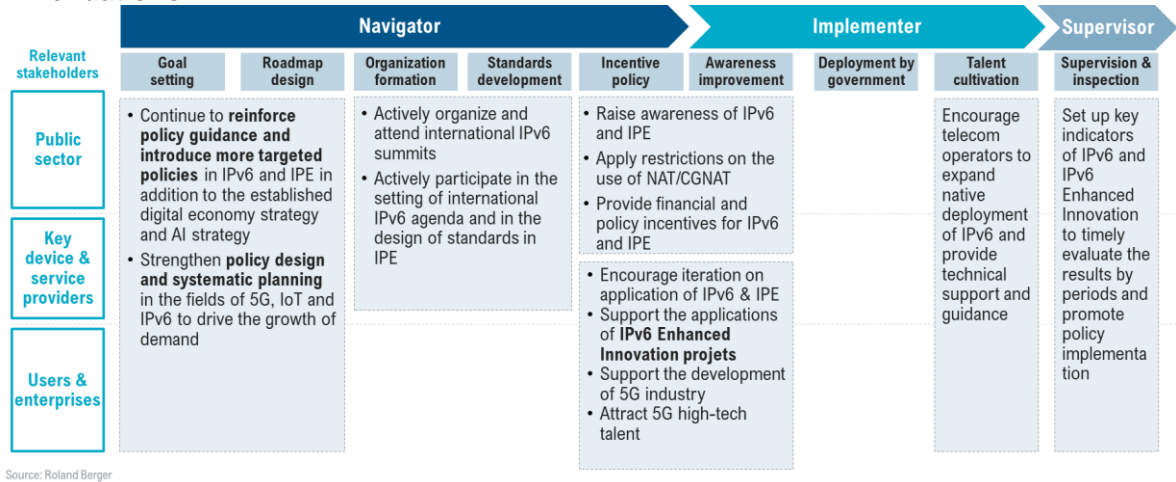 Navigator
Implementer
Supervisor
Relevant
stakeholders
Goal
setting
Roadmap
design
Organization
formation
Standards
development
Incentive
policy
Awareness
improvement
Deployment by
government
Talent
cultivation
Supervision &
inspection
Public
sector
Key
device &
service
providers
Users &
enterprises
• Continue to reinforce
policy guidance and
introduce more targeted
policies in IPv6 and IPE in
addition to the established
digital economy strategy
and AI strategy
• Strengthen policy design
and systematic planning
in the fields of 5G, IoT and
IPv6 to drive the growth of
demand
• Actively organize and
attend international IPv6
summits
• Actively participate in the
setting of international
IPv6 agenda and in the
design of standards in
IPE
• Raise awareness of IPv6
and IPE
• Apply restrictions on the
use of NAT/CGNAT
• Provide financial and
policy incentives for IPv6
and IPE
• Encourage iteration on
application of IPv6 & IPE
• Support the applications
of IPv6 Enhanced
Innovation projets
• Support the development
of 5G industry
• Attract 5G high-tech
talent
Encourage
telecom
operators to
expand
native
deployment
of IPv6 and
provide
technical
support and
guidance
Set up key
indicators
of IPv6 and
IPv6
Enhanced
Innovation
to timely
evaluate the
results by
periods and
promote
policy
implementa
tion
Source: Roland Berger